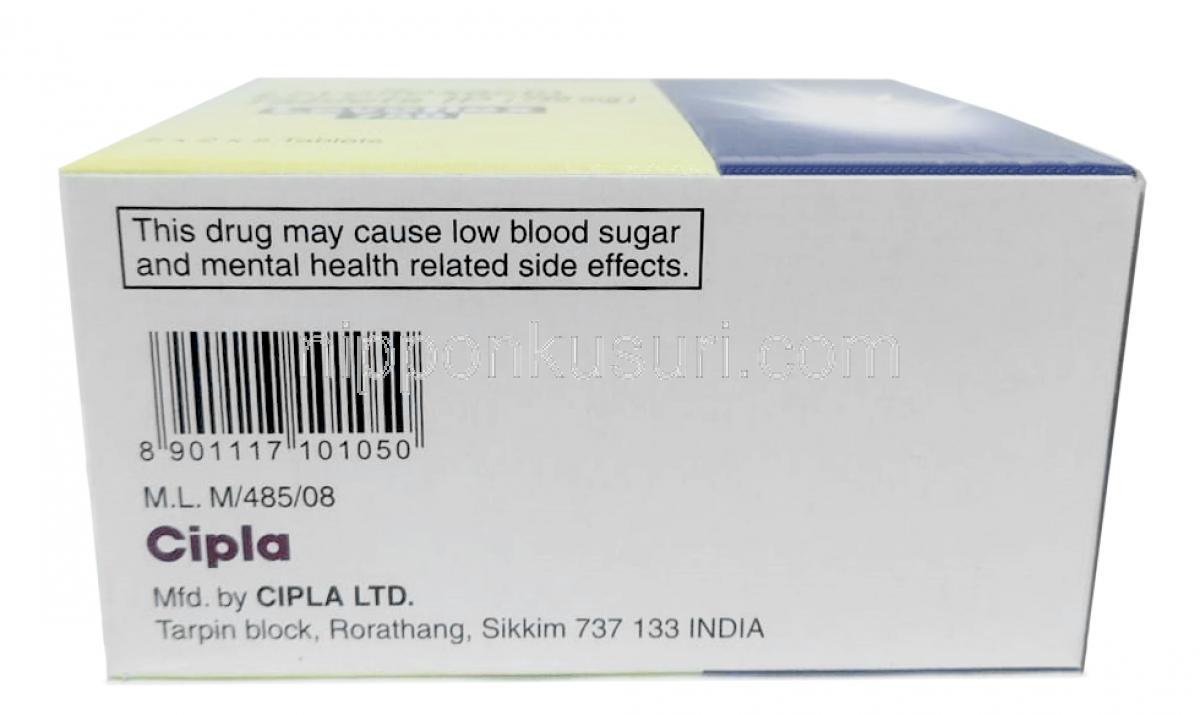 Tablets
This drug may cause low blood sugar
and mental health related side effects.
nipponkusuri.com
8 901117 101050
M.L. M/485/08
Cipla
Mfd. by CIPLA LTD.
Tarpin block, Rorathang, Sikkim 737 133 INDIA